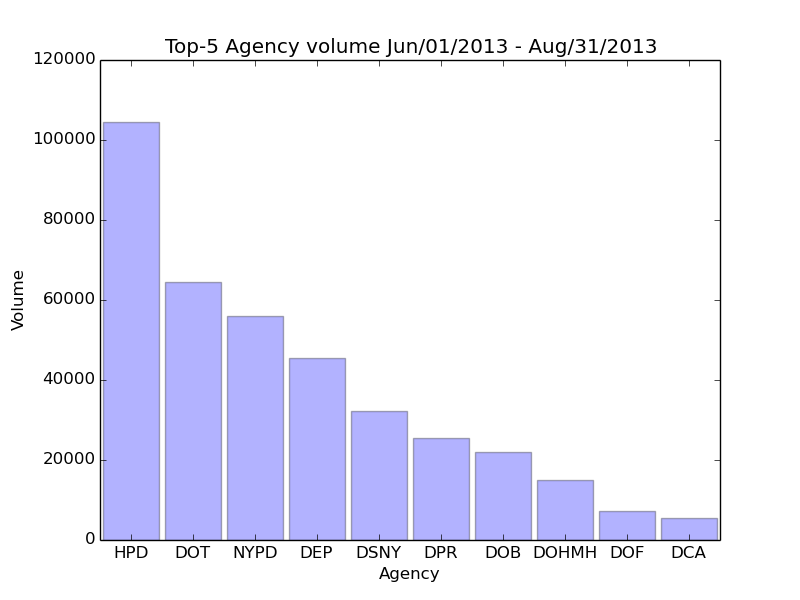 Top-5 Agency volume Jun/01/2013 - Aug/31/2013
120000
100000
80000
60000
40000
20000
0
Volume
HPD DOT NYPD DEP DSNY DPR DOB DOHMH DOF DCA
Agency